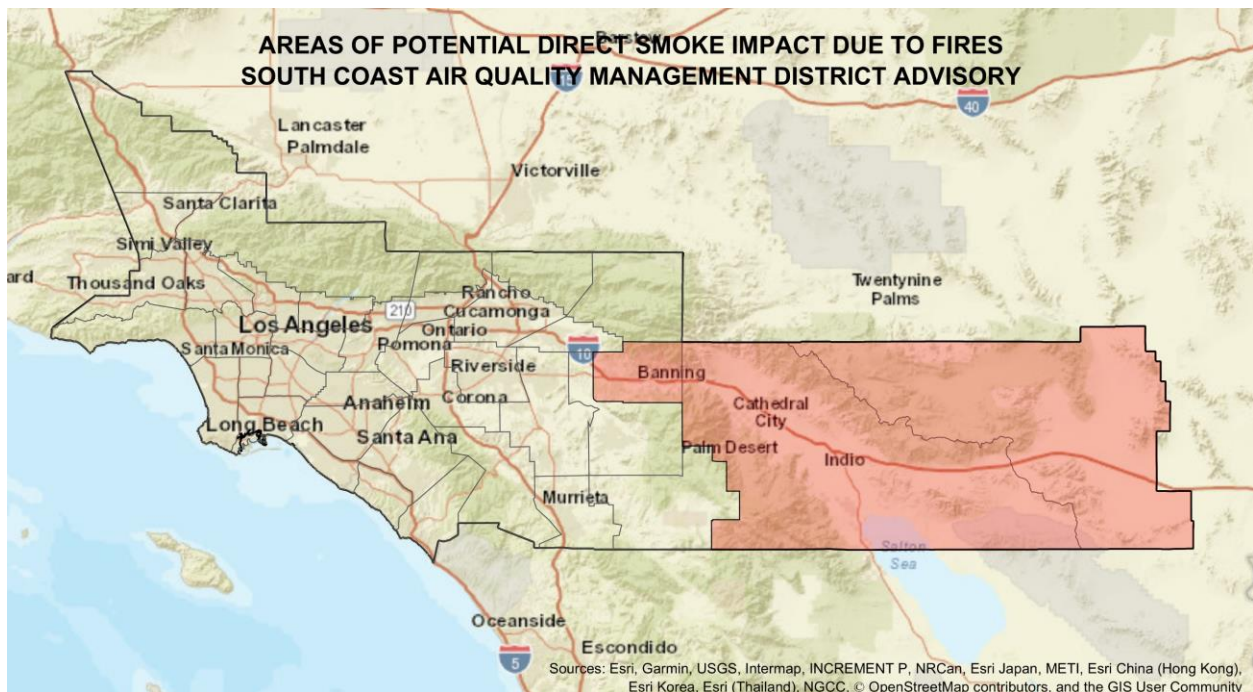 AREAS OF POTENTIAL DIRECT SMOKE IMPACT DUE TO FIRES
Barstow
SOUTH COAST AIR QUALITY MANAGEMENT DISTRICT ADVISORY
15
40
Lancaster
Palmdale
Victorville
Santa Clarita
Simi Valley
ard
Thousand Oaks
Twentynine
Palms
Rancho
Cucamonga
210
Los Angeles
Ontario
Pomona
Santa Monica
10
Riverside
Banning
Corona
Anaheim
Cathedral
City
Long Beach
Santa Ana
Palm Desert
Indio
Murrieta
Salton
Sea
Oceanside
Escondido
5
Sources: Esri, Garmin, USGS, Intermap, INCREMENT P, NRCan, Esri Japan, METI, Esri China (Hong Kong),
Esri Korea, Esri (Thailand), NGCC, © OpenStreetMap contributors, and the GIS User Community